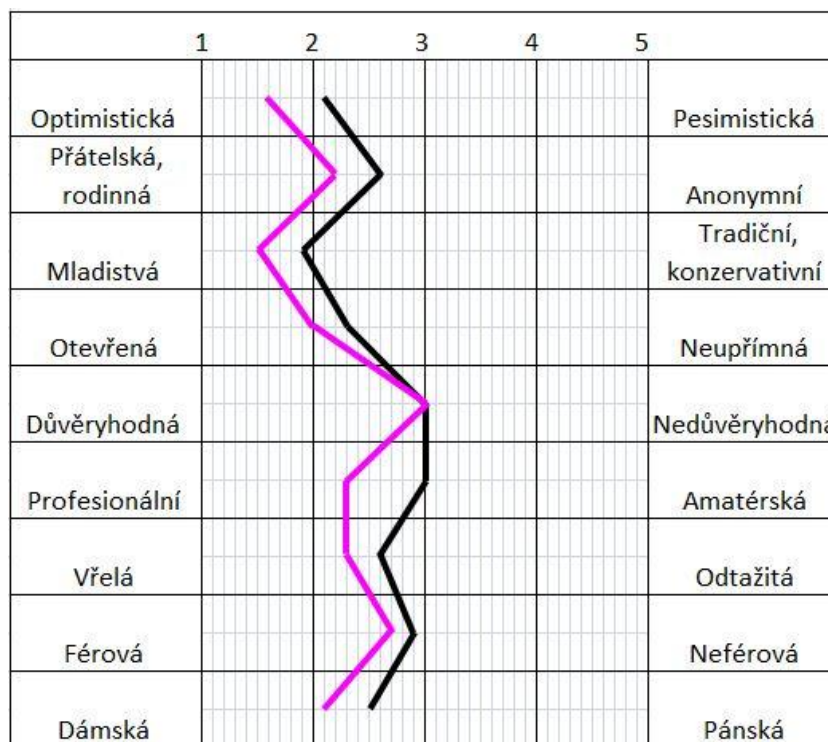 1 2 3 4 5
Optimistická Pesimistická
Přátelská,
rodinná Anonymní
Tradiční,
Mladistvá konzervativní
Otevřená Neupřímná
Důvěryhodná Nedůvěryhodná
Profesionální Amatérská
Vřelá Odtažitá
Férová Neférová
Dámská Pánská